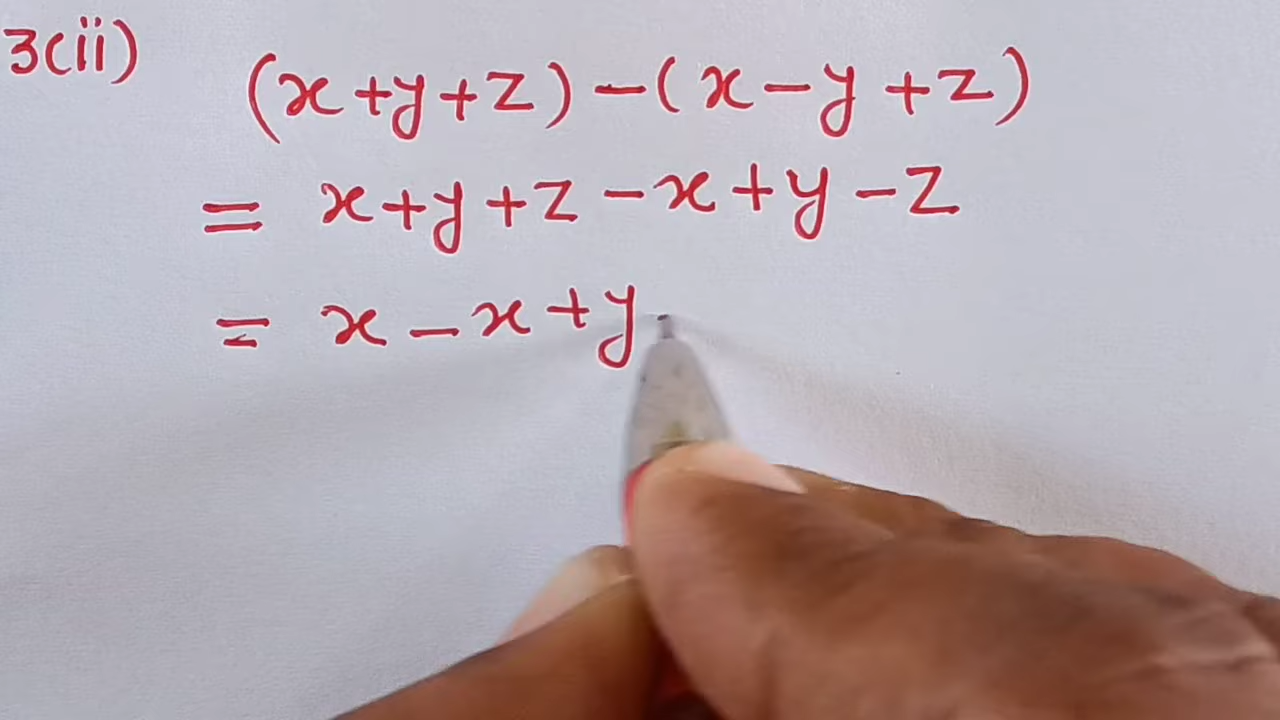 3(ii) (x+y+z)-(x-y+z)
= x+y+z-x+y-z
= x-x+y